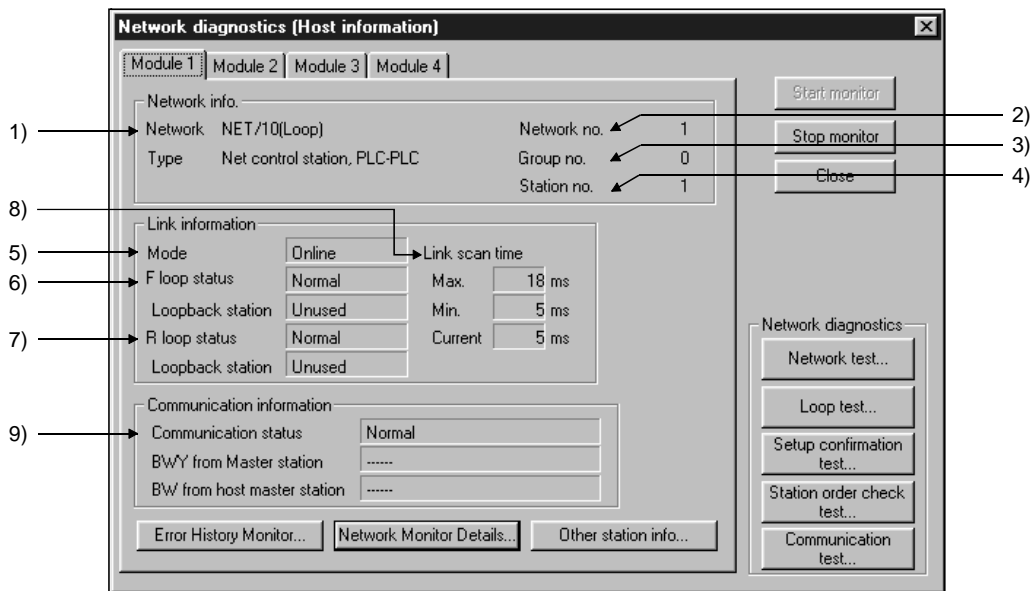 Network diagnostics (Host information)
Module 1 Module 2 Module 3 Module 4
Network info.
1) Network NET/10(Loop) Network no. 1 2)
Type Net control station, PLC-PLC Group no. 0 3)
Station no. 1 4)
Start monitor
Stop monitor
Close
8)
Link information
5) Mode Online Link scan time
6) F loop status Normal Max. 18 ms
Loopback station Unused Min. 5 ms
7) R loop status Normal Current 5 ms
Loopback station Unused
Communication information
9) Communication status Normal
BWY from Master station ------
BW from host master station ------
Error History Monitor... Network Monitor Details... Other station info...
Network diagnostics
Network test...
Loop test...
Setup confirmation
test...
Station order check
test...
Communication
test...